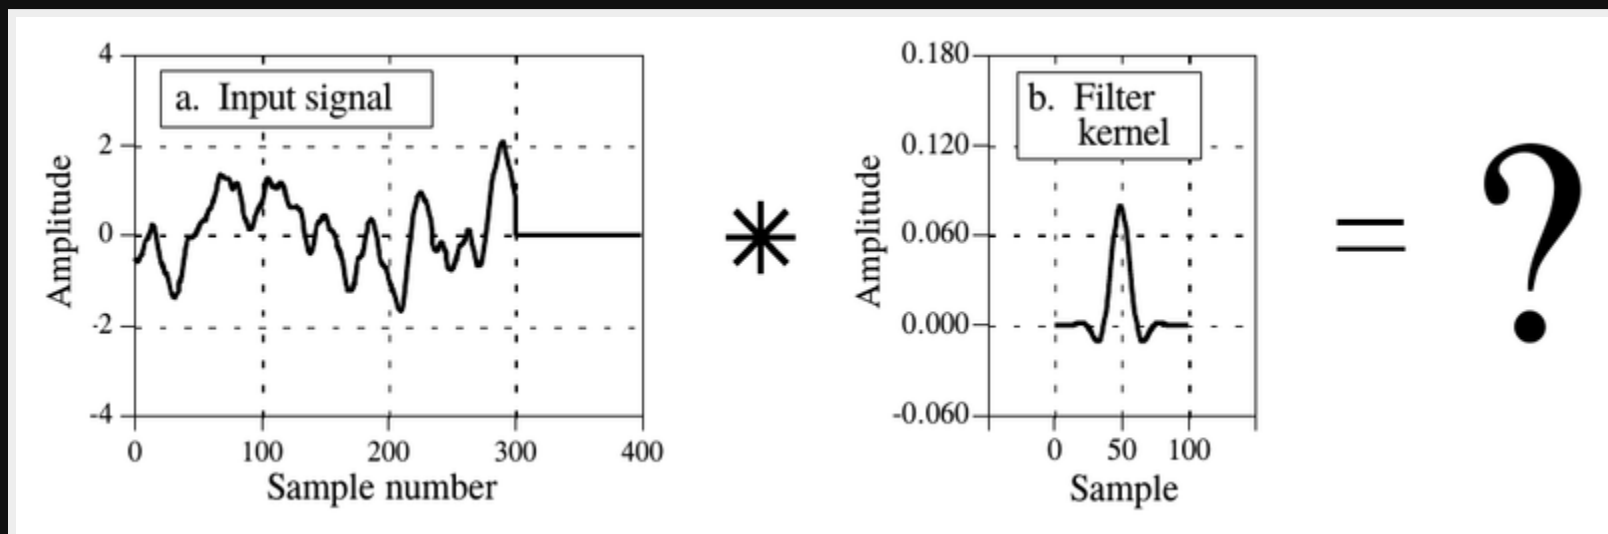 4
2
0
-2
-4
Amplitude
a. Input signal
0 100 200 300 400
Sample number
*
0.180
0.120
0.060
0.000
-0.060
Amplitude
b. Filter
kernel
0 50 100
Sample
= ?